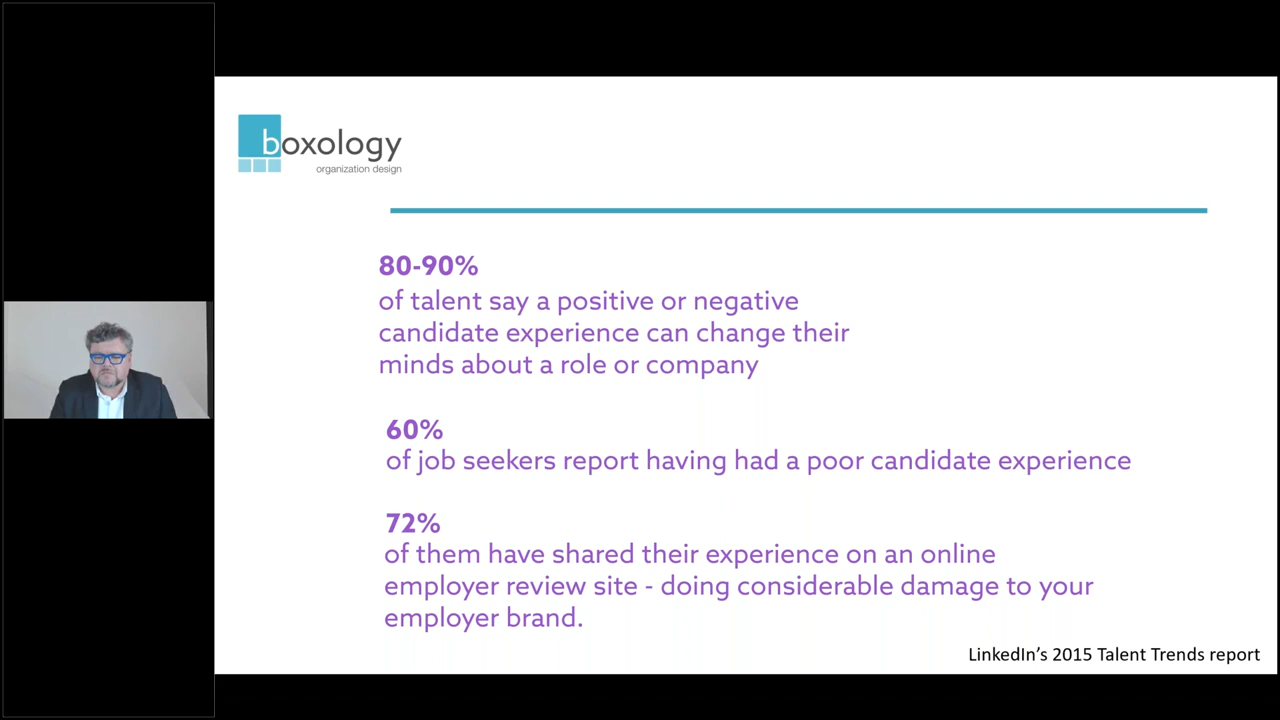 boxology
organization design
80-90%
of talent say a positive or negative
candidate experience can change their
minds about a role or company
60%
of job seekers report having had a poor candidate experience
72%
of them have shared their experience on an online
employer review site - doing considerable damage to your
employer brand.
LinkedIn's 2015 Talent Trends report